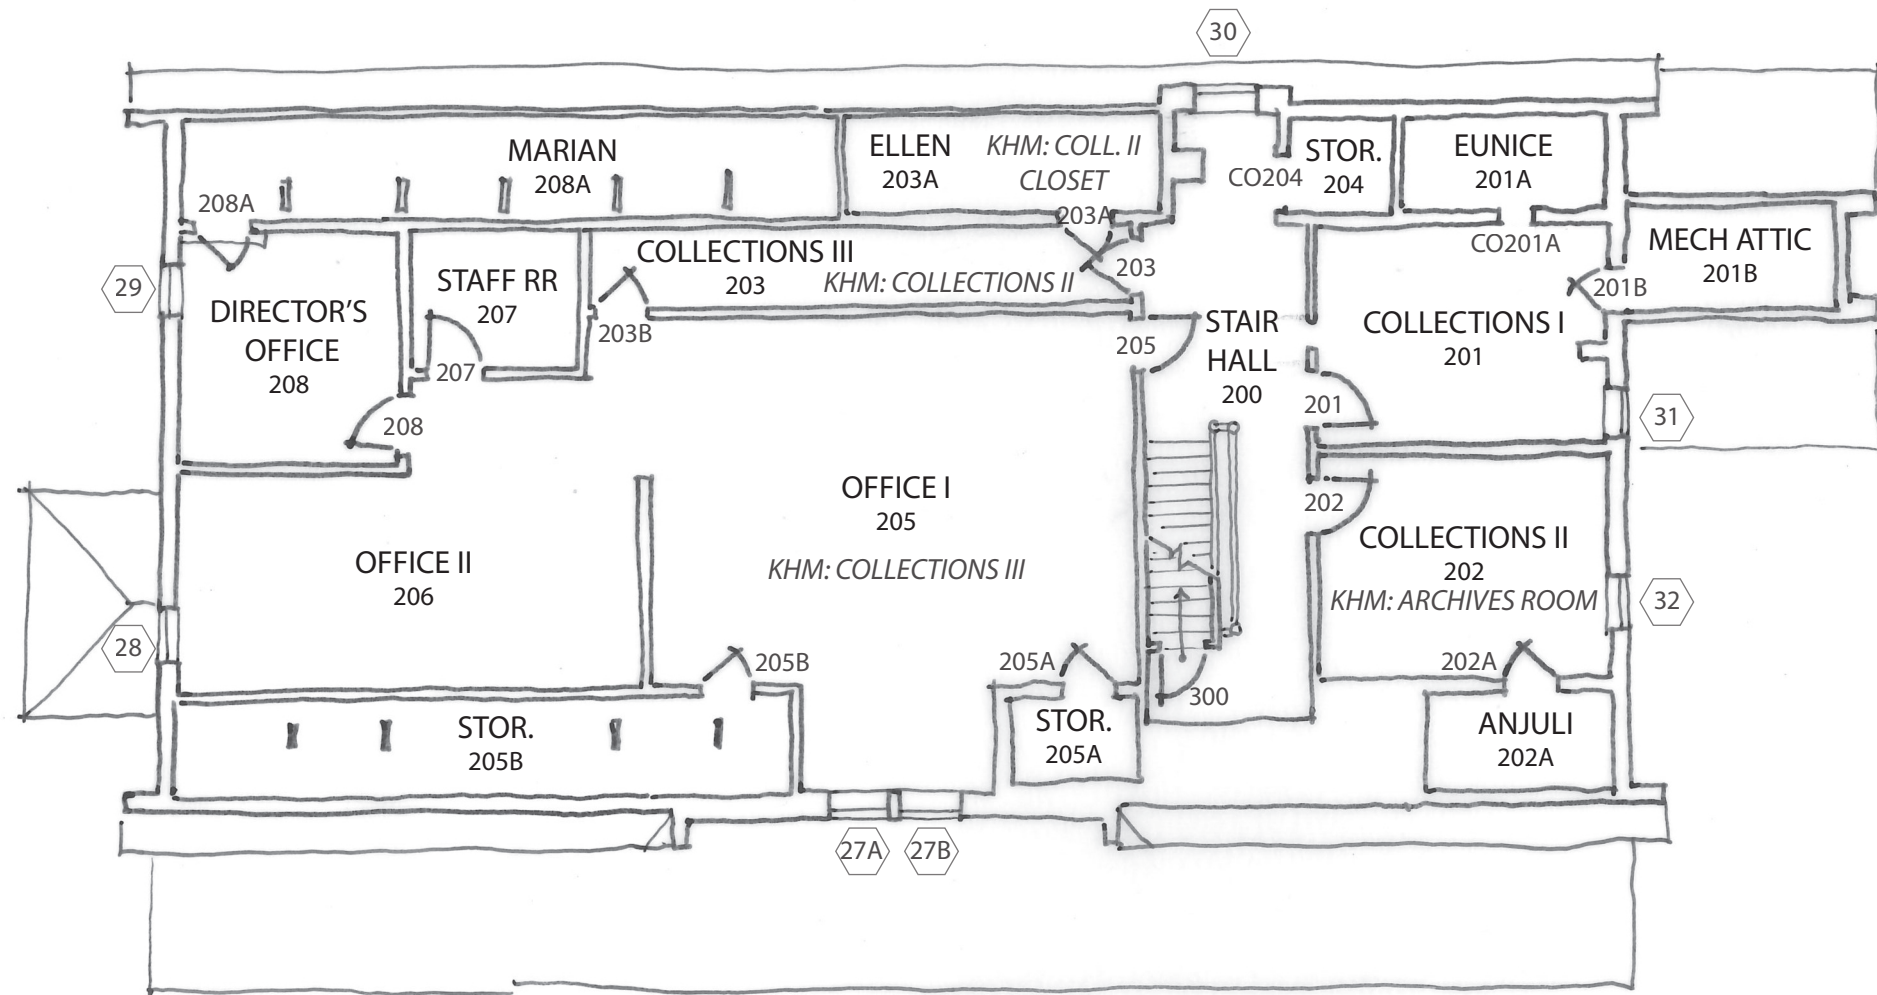 30
MARIAN
208A
ELLEN
203A
KHM: COLL. II
CLOSET
203A
CO204
STOR.
204
EUNICE
201A
208A
COLLECTIONS III
203
KHM: COLLECTIONS II
203
CO201A
MECH ATTIC
201B
201B
29
DIRECTOR'S
OFFICE
208
STAFF RR
207
207
203B
205
STAIR
HALL
200
COLLECTIONS I
201
201
31
208
OFFICE I
205
KHM: COLLECTIONS III
202
COLLECTIONS II
202
KHM: ARCHIVES ROOM
32
OFFICE II
206
28
205B
205A
202A
300
STOR.
205B
STOR.
205A
ANJULI
202A
27A
27B